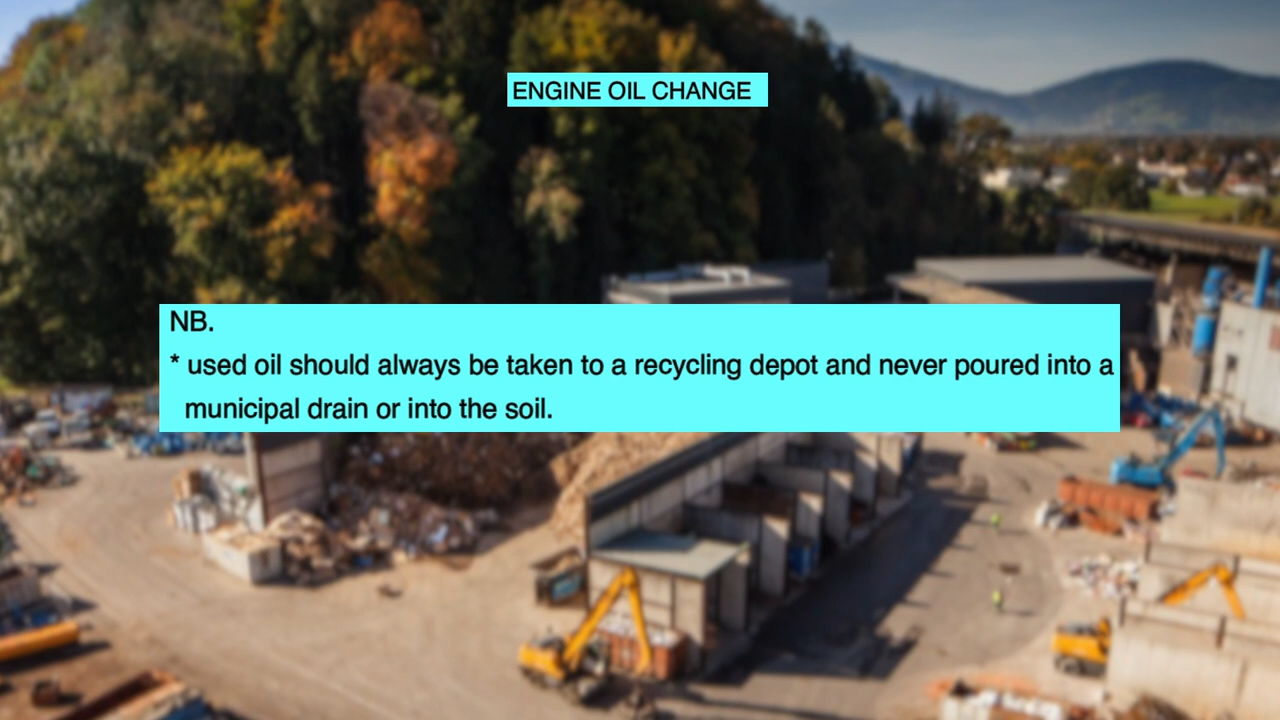 ENGINE OIL CHANGE
NB.
* used oil should always be taken to a recycling depot and never poured into a
municipal drain or into the soil.